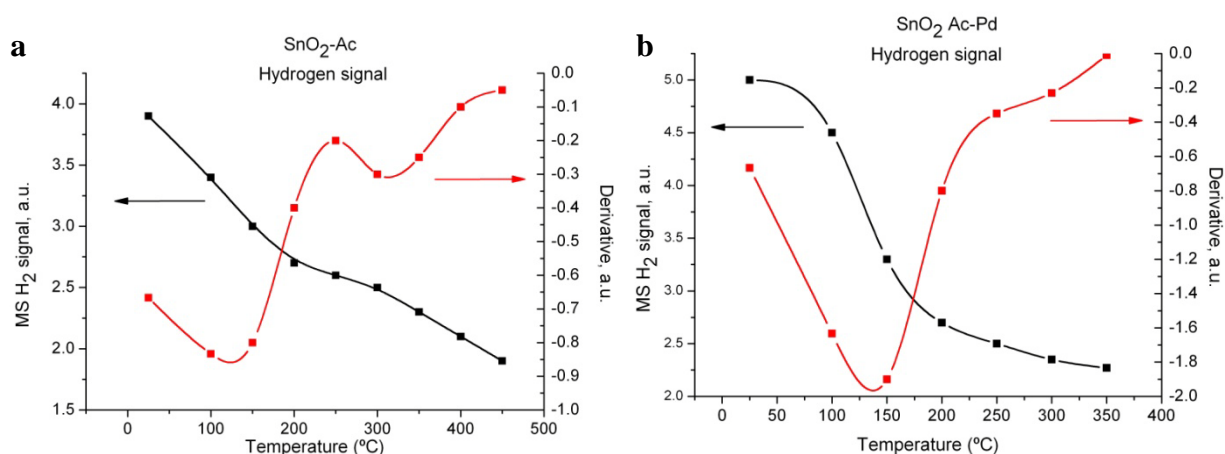 a
SnO2-Ac
Hydrogen signal
MS H2 signal, a.u.
4.0
3.5
3.0
2.5
2.0
1.5
0 100 200 300 400 500
Temperature (ºC)
0.0
-0.1
-0.2
-0.3
-0.4
-0.5
-0.6
-0.7
-0.8
-0.9
-1.0
Derivative, a.u.
b
SnO2 Ac-Pd
Hydrogen signal
MS H2 signal, a.u.
5.0
4.5
4.0
3.5
3.0
2.5
2.0
0 50 100 150 200 250 300 350 400
Temperature (ºC)
0.0
-0.2
-0.4
-0.6
-0.8
-1.0
-1.2
-1.4
-1.6
-1.8
-2.0
Derivative, a.u.